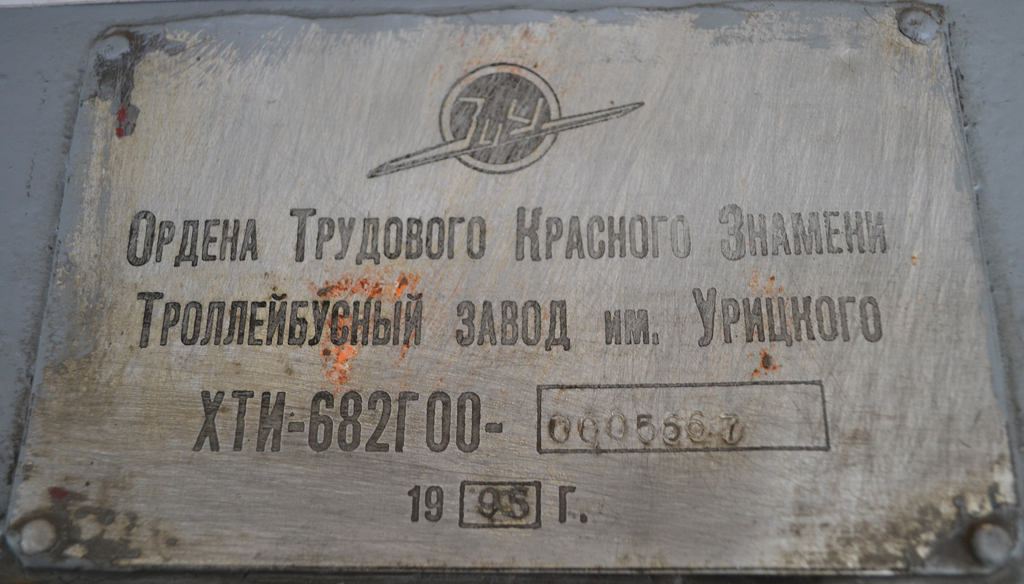 ЗиУ
Ордена Трудового Красного Знамени
Троллейбусный завод им. Урицкого
ХТИ-682Г00- 0005567
19 95 Г.